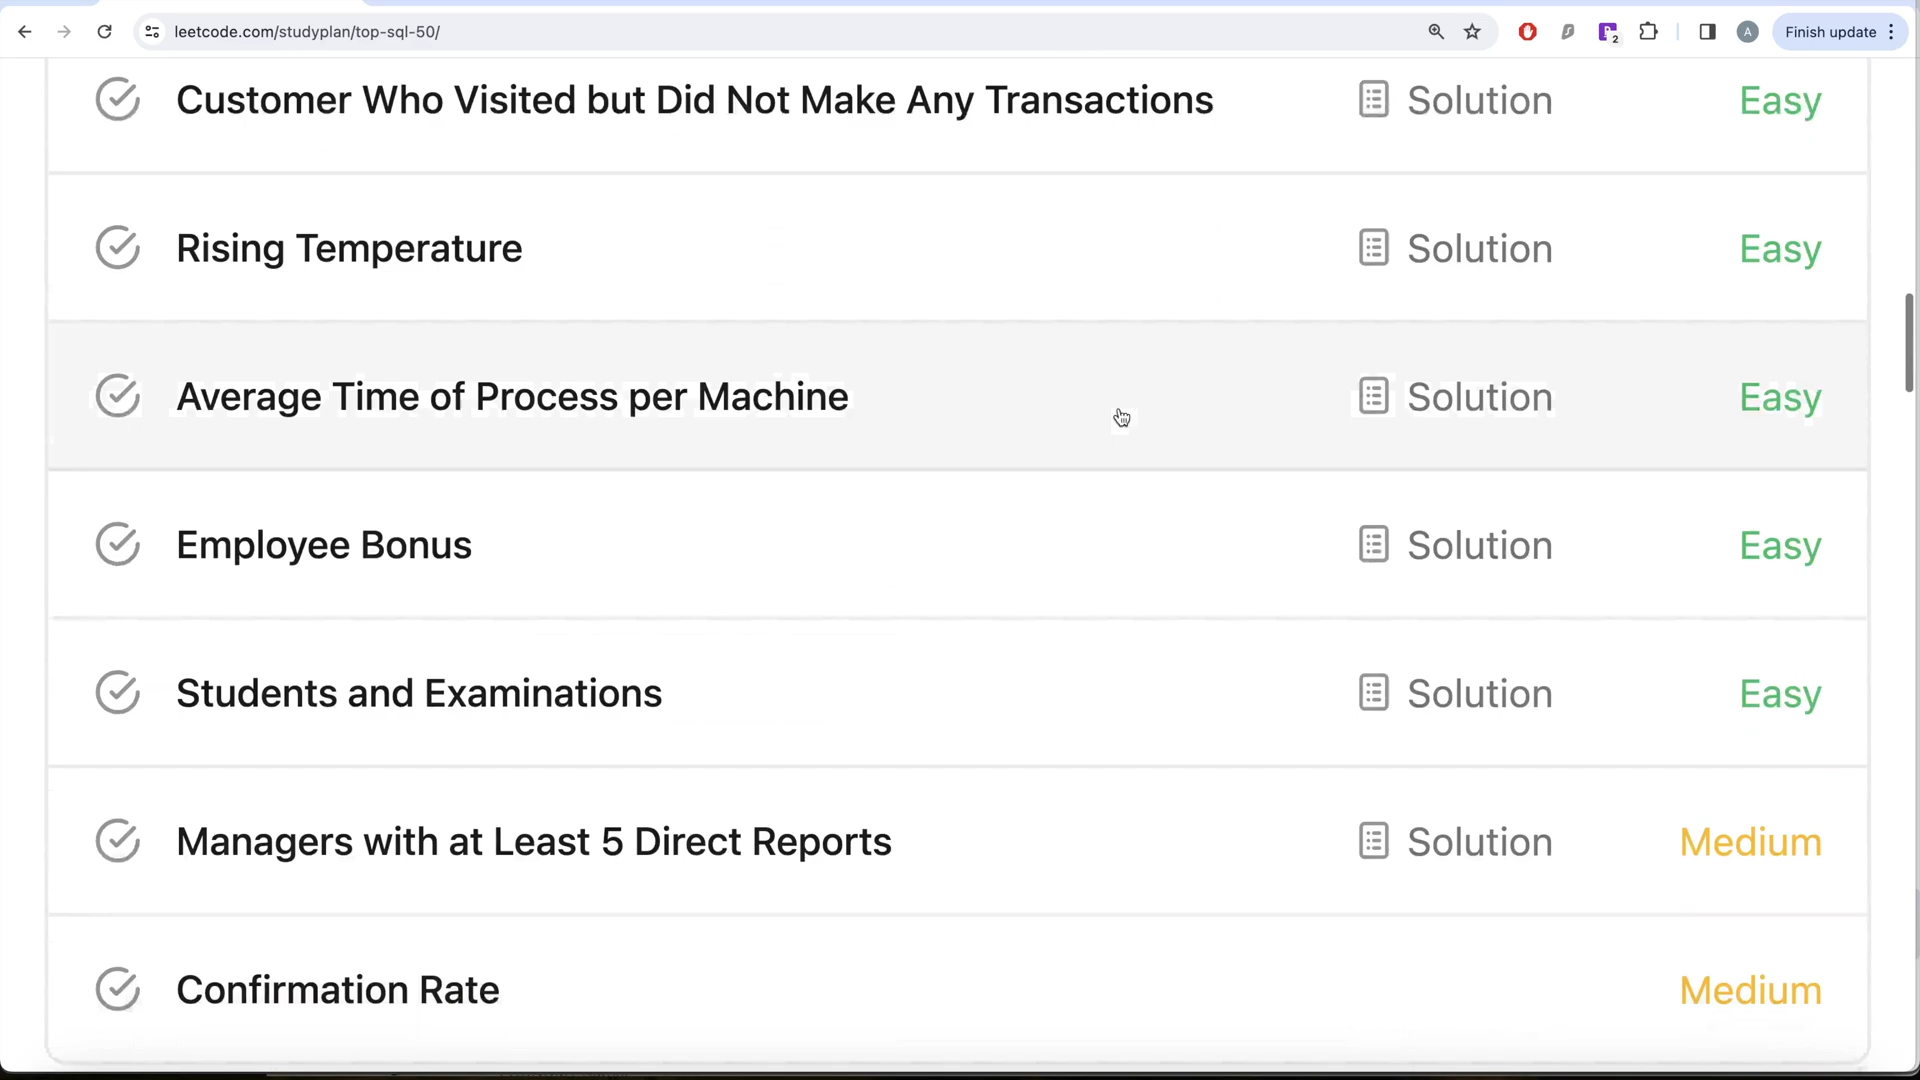 leetcode.com/studyplan/top-sql-50/
2
A
Finish update
Customer Who Visited but Did Not Make Any Transactions Solution Easy
Rising Temperature Solution Easy
Average Time of Process per Machine Solution Easy
Employee Bonus Solution Easy
Students and Examinations Solution Easy
Managers with at Least 5 Direct Reports Solution Medium
Confirmation Rate Medium